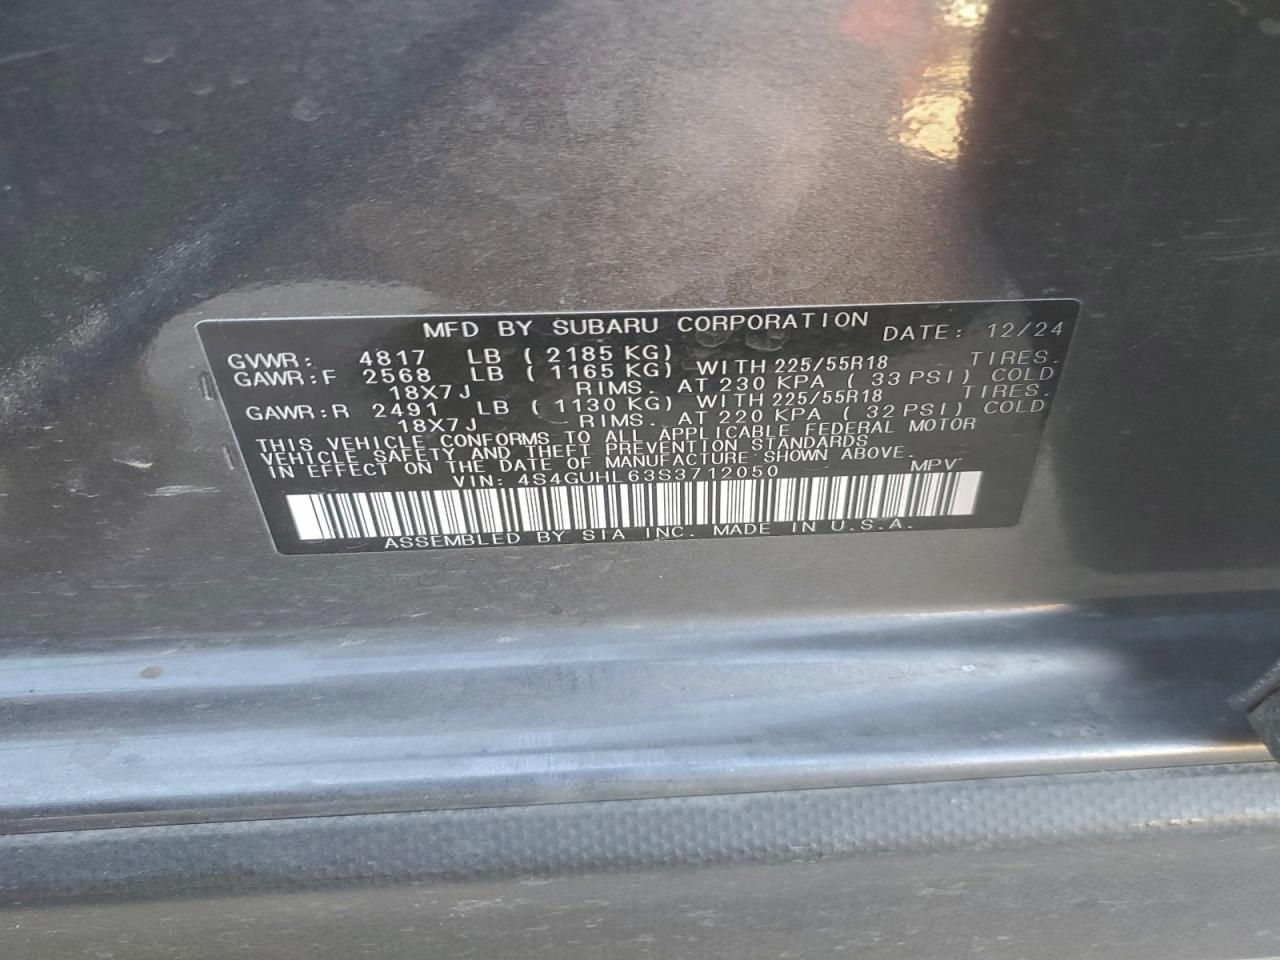 MFD BY SUBARU CORPORATION DATE: 12/24
GVWR: 4817 LB ( 2185 KG)
GAWR:F 2568 LB ( 1165 KG) WITH 225/55R18 TIRES.
18X7J RIMS. AT 230 KPA ( 33 PSI) COLD
GAWR:R 2491 LB ( 1130 KG) WITH 225/55R18 TIRES.
18X7J RIMS. AT 220 KPA ( 32 PSI) COLD
THIS VEHICLE CONFORMS TO ALL APPLICABLE FEDERAL MOTOR
VEHICLE SAFETY AND THEFT PREVENTION STANDARDS
IN EFFECT ON THE DATE OF MANUFACTURE SHOWN ABOVE.
VIN: 4S4GUHL63S3712050 MPV
ASSEMBLED BY SIA INC. MADE IN U.S.A.